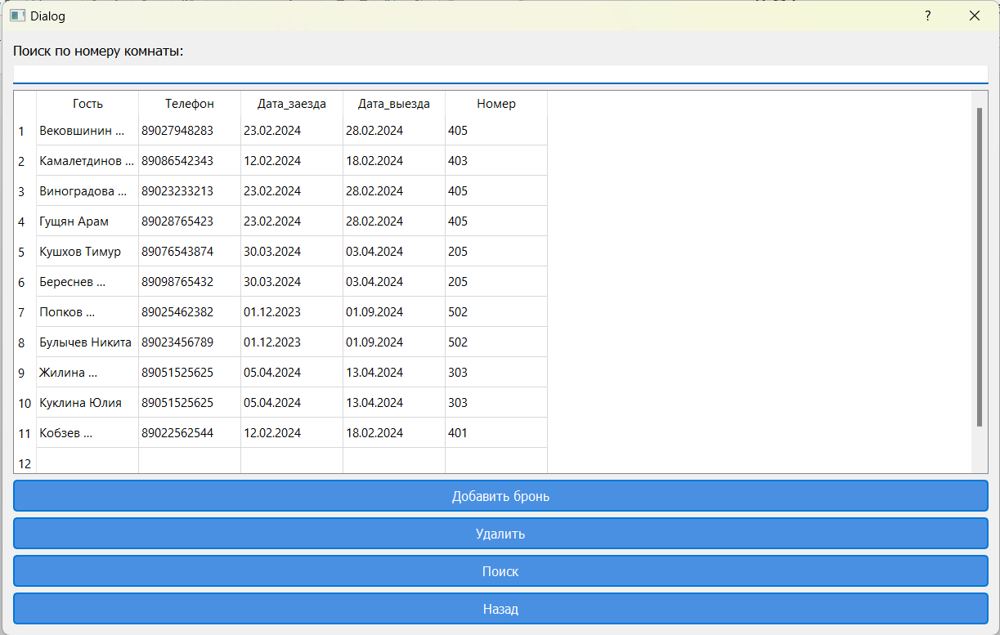 Dialog ?
Поиск по номеру комнаты:
Гость Телефон Дата_заезда Дата_выезда Номер
1 Вековшинин ... 89027948283 23.02.2024 28.02.2024 405
2 Камалетдинов ... 89086542343 12.02.2024 18.02.2024 403
3 Виноградова ... 89023233213 23.02.2024 28.02.2024 405
4 Гущян Арам 89028765423 23.02.2024 28.02.2024 405
5 Кушхов Тимур 89076543874 30.03.2024 03.04.2024 205
6 Береснев ... 89098765432 30.03.2024 03.04.2024 205
7 Попков ... 89025462382 01.12.2023 01.09.2024 502
8 Булычев Никита 89023456789 01.12.2023 01.09.2024 502
9 Жилина ... 89051525625 05.04.2024 13.04.2024 303
10 Куклина Юлия 89051525625 05.04.2024 13.04.2024 303
11 Кобзев ... 89022562544 12.02.2024 18.02.2024 401
12
Добавить бронь
Удалить
Поиск
Назад